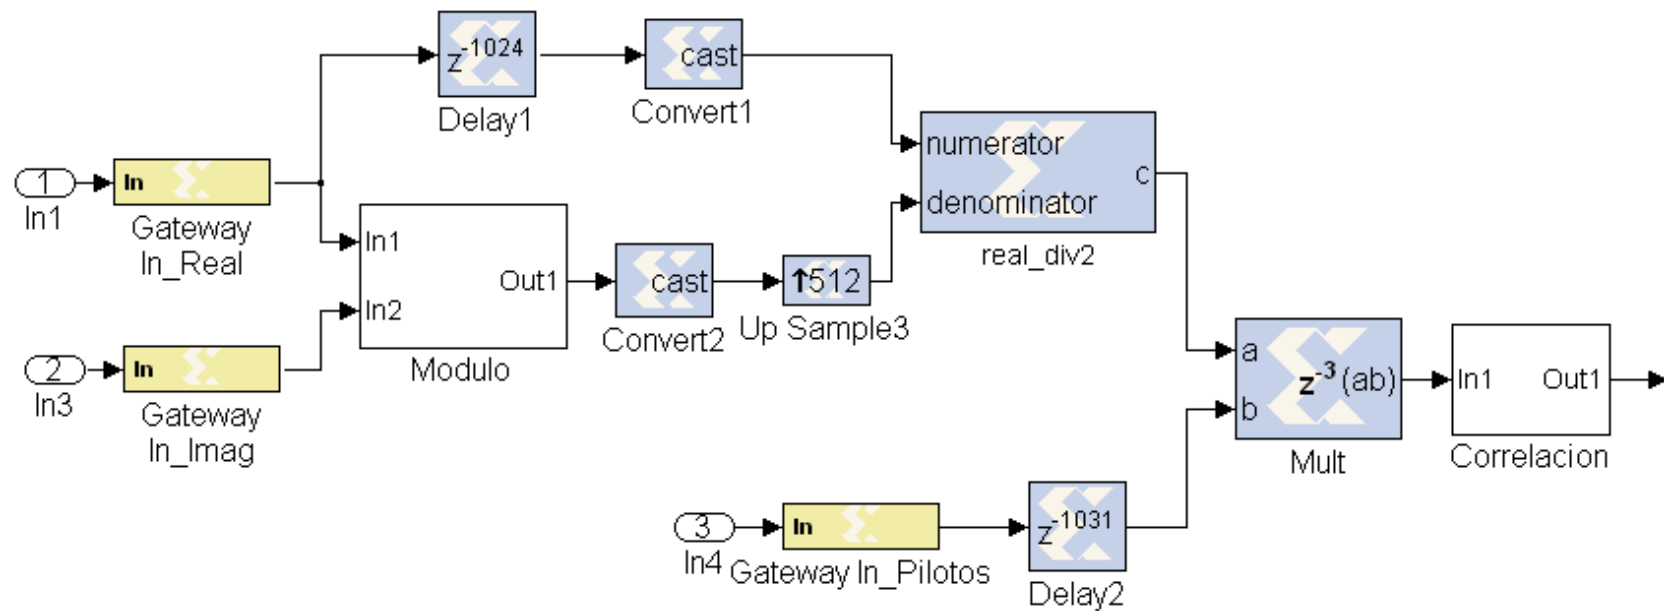 z-1024
Delay1
cast
Convert1
1
In1
In
Gateway
In_Real
2
In3
In
Gateway
In_Imag
In1
In2
Out1
Modulo
cast
Convert2
↑512
Up Sample3
numerator
denominator
c
real_div2
3
In4
In
Gateway In_Pilotos
z-1031
Delay2
a
b
z-3(ab)
Mult
In1
Out1
Correlacion